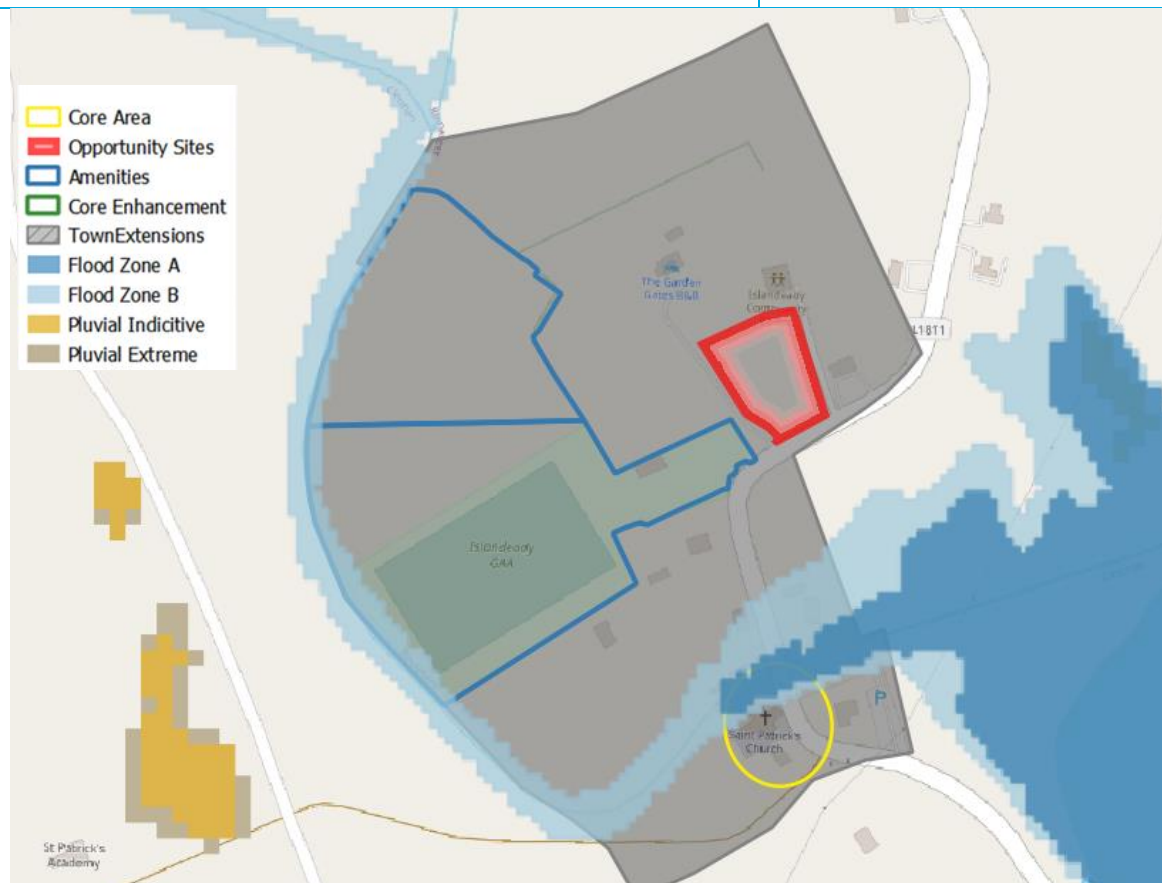 Core Area
Opportunity Sites
Amenities
Core Enhancement
TownExtensions
Flood Zone A
Flood Zone B
Pluvial Indicitive
Pluvial Extreme
The Garden
Gates B&B
Islandeady
L1811
Islandeady
GAA
P
Saint Patrick's
Church
St Patrick's
Academy